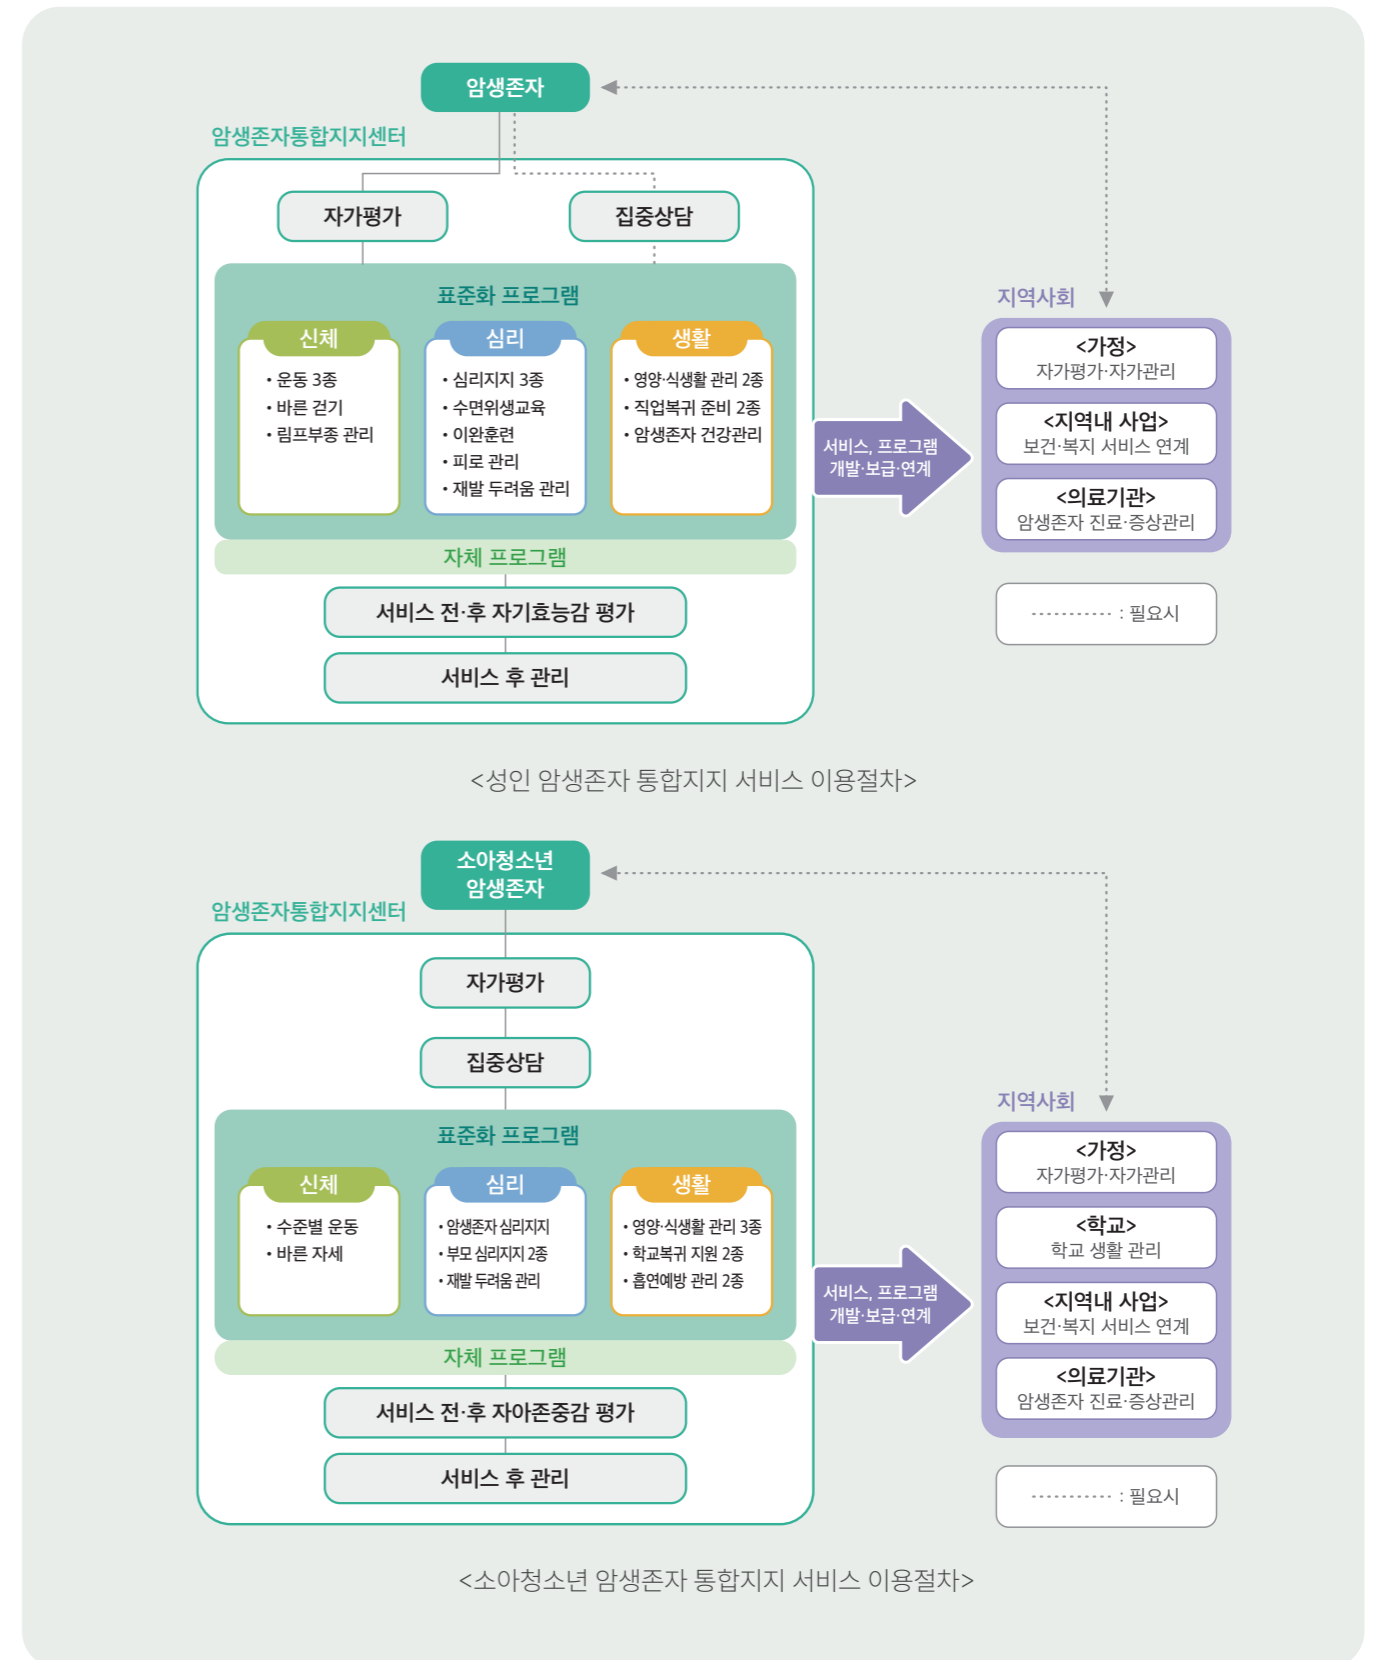 암생존자
암생존자통합지지센터
자가평가
집중상담
표준화 프로그램
신체
• 운동 3종
• 바른 걷기
• 림프부종 관리
심리
• 심리지지 3종
• 수면위생교육
• 이완훈련
• 피로 관리
• 재발 두려움 관리
생활
• 영양·식생활 관리 2종
• 직업복귀 준비 2종
• 암생존자 건강관리
자체 프로그램
서비스 전·후 자기효능감 평가
서비스 후 관리
서비스, 프로그램
개발·보급·연계
지역사회
<가정>
자가평가·자가관리
<지역내 사업>
보건·복지 서비스 연계
<의료기관>
암생존자 진료·증상관리
: 필요시
<성인 암생존자 통합지지 서비스 이용절차>
소아청소년
암생존자
암생존자통합지지센터
자가평가
집중상담
표준화 프로그램
신체
• 수준별 운동
• 바른 자세
심리
• 암생존자 심리지지
• 부모 심리지지 2종
• 재발 두려움 관리
생활
• 영양·식생활 관리 3종
• 학교복귀 지원 2종
• 흡연예방 관리 2종
자체 프로그램
서비스 전·후 자아존중감 평가
서비스 후 관리
서비스, 프로그램
개발·보급·연계
지역사회
<가정>
자가평가·자가관리
<학교>
학교 생활 관리
<지역내 사업>
보건·복지 서비스 연계
<의료기관>
암생존자 진료·증상관리
: 필요시
<소아청소년 암생존자 통합지지 서비스 이용절차>